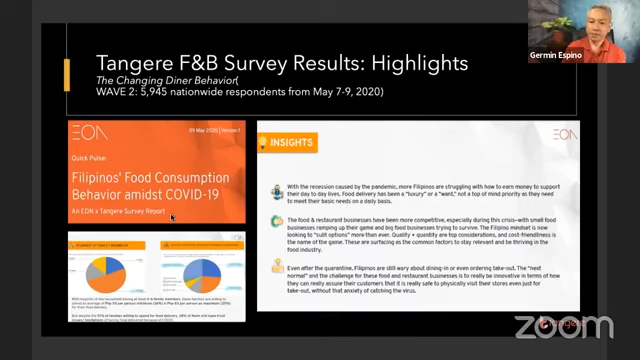 Germin Espino
Tangere F&B Survey Results: Highlights
The Changing Diner Behavior(
WAVE 2: 5,945 nationwide respondents from May 7-9, 2020)
EON
09 May 2020 | Version 1
Quick Pulse:
Filipinos' Food Consumption
Behavior amidst COVID-19
An EON x Tangere Survey Report
INSIGHTS
EON
With the recession caused by the pandemic, more Filipinos are struggling with how to earn money to support
their day to day lives. Food delivery has been a "luxury" or a "want," not a top of mind priority as they need
to meet their basic needs on a daily basis.
The food & restaurant businesses have been more competitive, especially during this crisis–with small food
businesses ramping up their game and big food businesses trying to survive. The Filipino mindset is now
looking to "split options" more than ever. Quality + quantity are top considerations, and cost-friendliness is
the name of the game. These are surfacing as the common factors to stay relevant and be thriving in the
food industry.
Even after the quarantine, Filipinos are still wary about dining-in or even ordering take-out. The "next
normal" and the challenge for these food and restaurant businesses is to really be innovative in terms of how
they can really assure their customers that it is really safe to physically visit their stores even just for
take-out, without that anxiety of catching the virus.
zoom